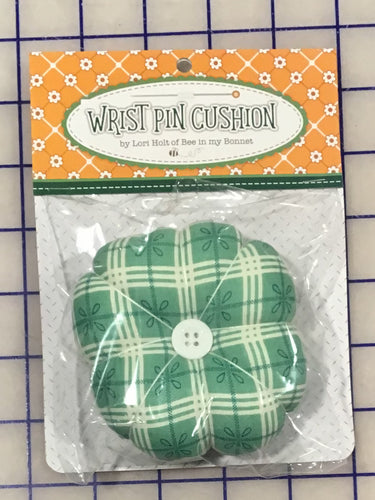 WRIST PIN CUSHION
by Lori Holt of Bee in my Bonnet